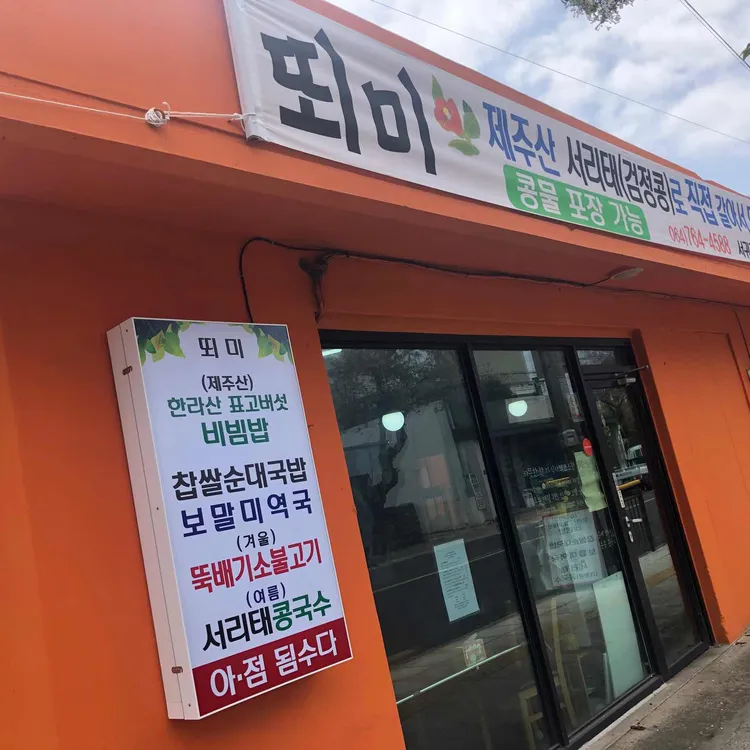 뙤미
제주산 서리태(검정콩)로 직접 갈아서
콩물 포장 가능
064)764-4588
뙤미
(제주산)
한라산 표고버섯
비빔밥
찹쌀순대국밥
보말미역국
(겨울)
뚝배기소불고기
(여름)
서리태콩국수
아·점 됨수다